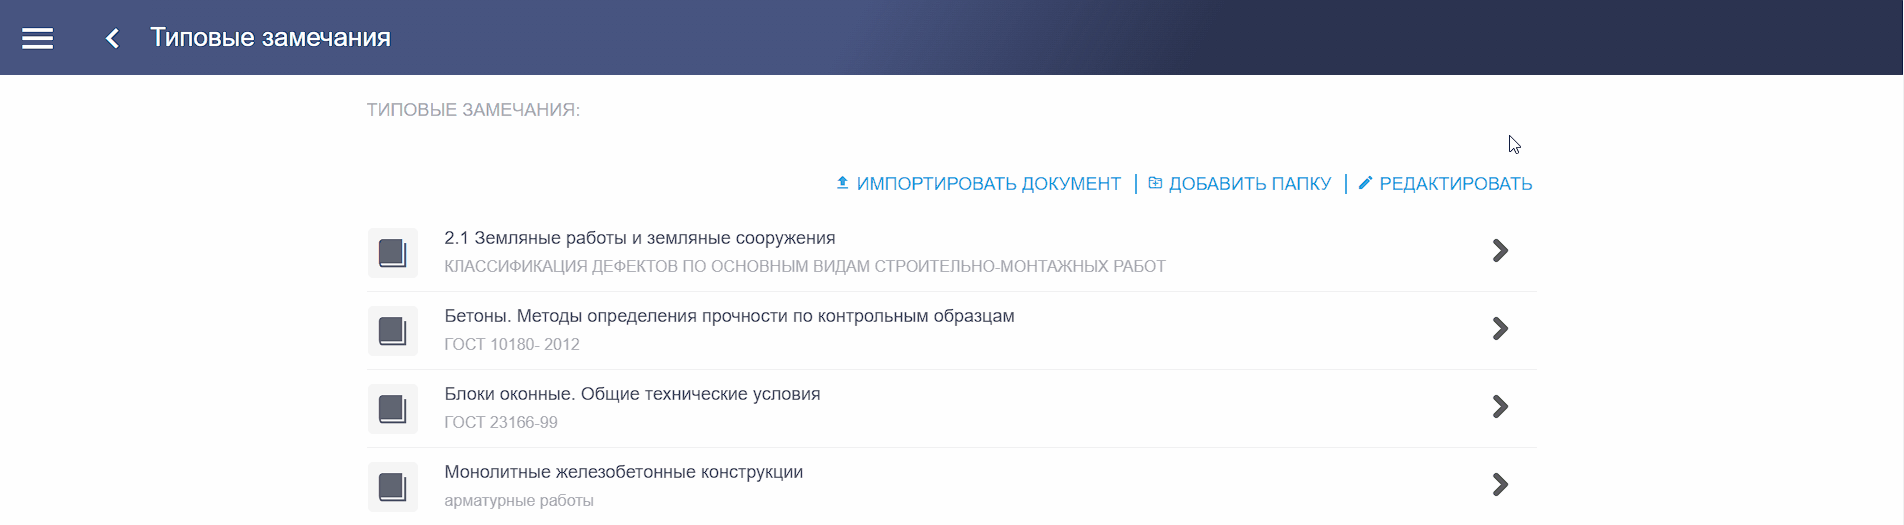 Типовые замечания
ТИПОВЫЕ ЗАМЕЧАНИЯ:
ИМПОРТИРОВАТЬ ДОКУМЕНТ | ДОБАВИТЬ ПАПКУ | РЕДАКТИРОВАТЬ
2.1 Земляные работы и земляные сооружения
КЛАССИФИКАЦИЯ ДЕФЕКТОВ ПО ОСНОВНЫМ ВИДАМ СТРОИТЕЛЬНО-МОНТАЖНЫХ РАБОТ
Бетоны. Методы определения прочности по контрольным образцам
ГОСТ 10180- 2012
Блоки оконные. Общие технические условия
ГОСТ 23166-99
Монолитные железобетонные конструкции
арматурные работы